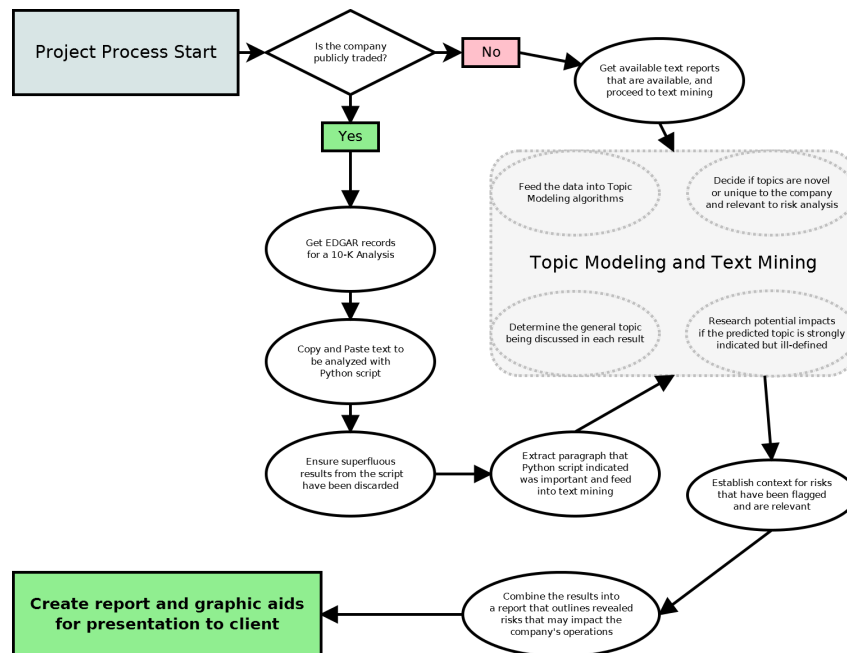 Project Process Start
Is the company
publicly traded?
No
Get available text reports
that are available, and
proceed to text mining
Yes
Feed the data into Topic
Modeling algorithms
Decide if topics are novel
or unique to the company
and relevant to risk analysis
Get EDGAR records
for a 10-K Analysis
Topic Modeling and Text Mining
Determine the general topic
being discussed in each result
Research potential impacts
if the predicted topic is strongly
indicated but ill-defined
Copy and Paste text to
be analyzed with
Python script
Ensure superfluous
results from the script
have been discarded
Extract paragraph that
Python script indicated
was important and feed
into text mining
Establish context for risks
that have been flagged
and are relevant
Combine the results into
a report that outlines revealed
risks that may impact the
company's operations
Create report and graphic aids
for presentation to client